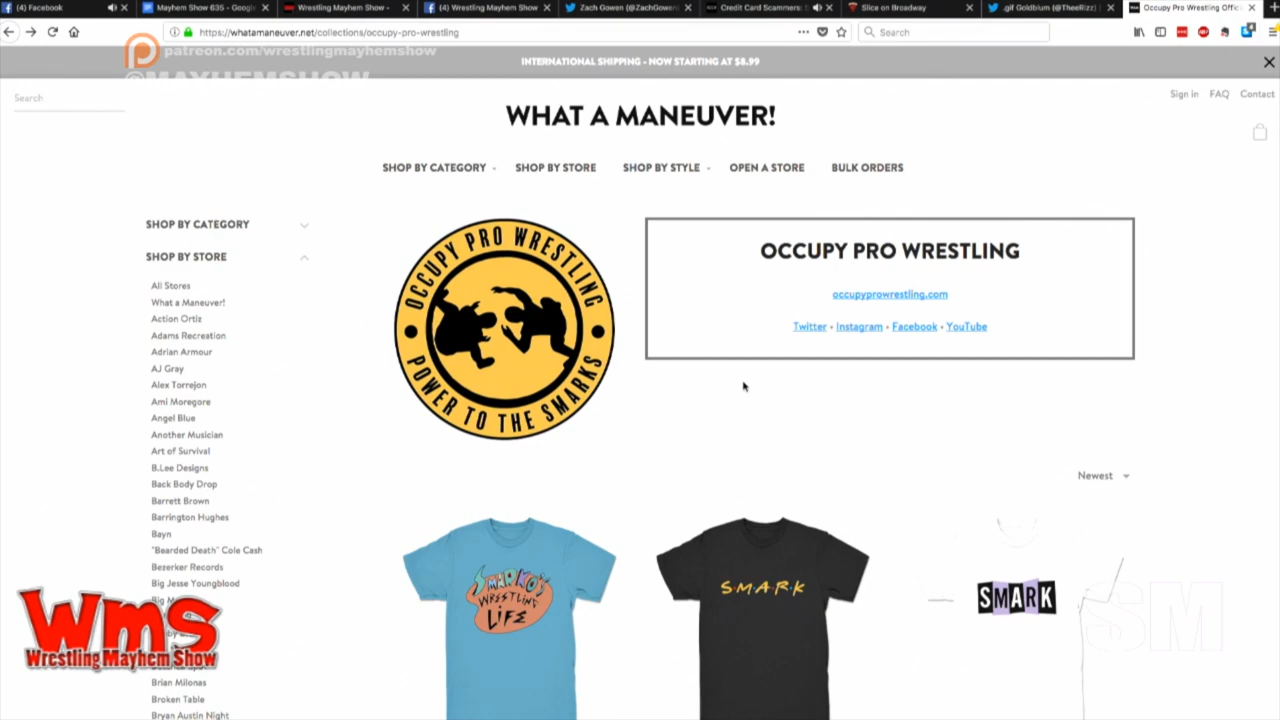 (4) Facebook
Mayhem Show 635 - Google
Wrestling Mayhem Show -
(4) Wrestling Mayhem Show
Zach Gowen (@ZachGowen
Credit Card Scammers: S
Slice on Broadway
.gif Goldblum (@TheeRizz)
Occupy Pro Wrestling Offic
https://whatamaneuver.net/collections/occupy-pro-wrestling
Search
patreon.com/wrestlingmayhemshow
@MAYHEMSHOW
INTERNATIONAL SHIPPING - NOW STARTING AT $8.99
Search
Sign in FAQ Contact
WHAT A MANEUVER!
SHOP BY CATEGORY SHOP BY STORE SHOP BY STYLE OPEN A STORE BULK ORDERS
SHOP BY CATEGORY
SHOP BY STORE
All Stores
What a Maneuver!
Action Ortiz
Adams Recreation
Adrian Armour
AJ Gray
Alex Torrejon
Ami Moregore
Angel Blue
Another Musician
Art of Survival
B.Lee Designs
Back Body Drop
Barrett Brown
Barrington Hughes
Bayn
"Bearded Death" Cole Cash
Bezerker Records
Big Jesse Youngblood
Brian Milonas
Broken Table
Bryan Austin Night
OCCUPY PRO WRESTLING
POWER TO THE SMARKS
OCCUPY PRO WRESTLING
occupyprowrestling.com
Twitter • Instagram • Facebook • YouTube
Newest
WRESTLING
LIFE
S•M•A•R•K
SMARK
SM
wms
Wrestling Mayhem Show